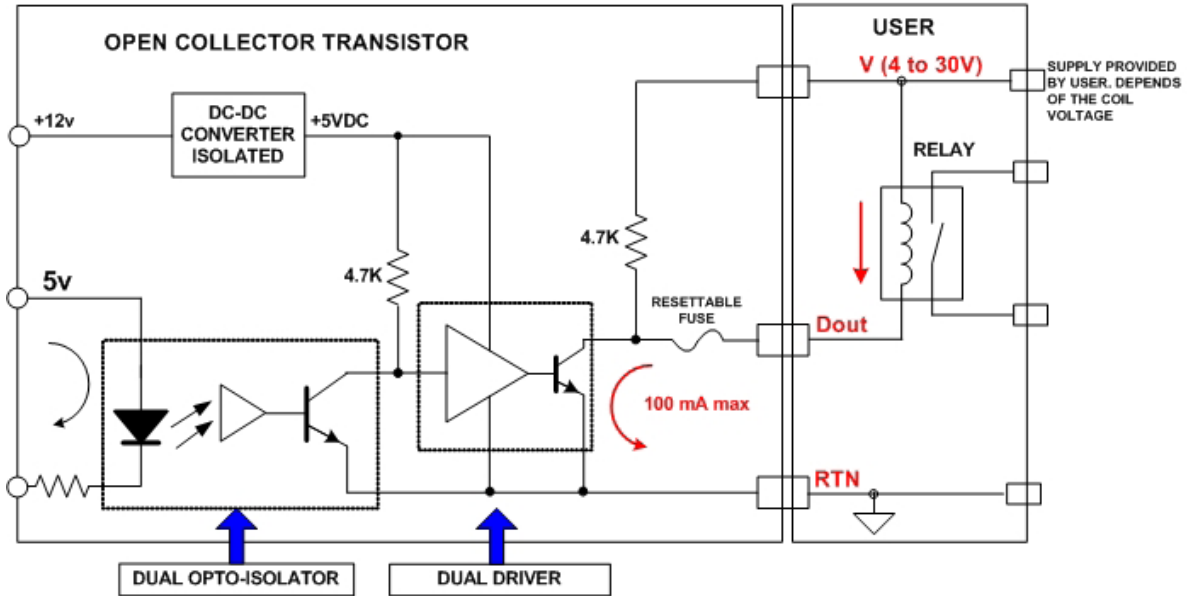 OPEN COLLECTOR TRANSISTOR
USER
V (4 to 30V)
SUPPLY PROVIDED
BY USER. DEPENDS
OF THE COIL
VOLTAGE
+12v
DC-DC
CONVERTER
ISOLATED
+5VDC
RELAY
4.7K
4.7K
5v
RESETTABLE
FUSE
Dout
100 mA max
RTN
DUAL OPTO-ISOLATOR
DUAL DRIVER